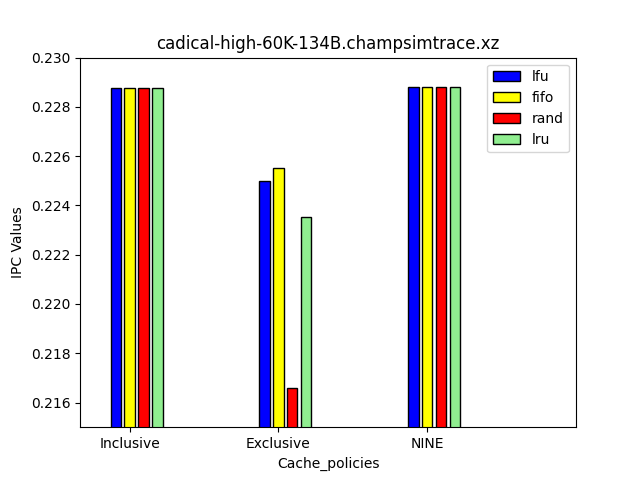 cadical-high-60K-134B.champsimtrace.xz
0.230
0.228
0.226
0.224
0.222
0.220
0.218
0.216
IPC Values
lfu
fifo
rand
lru
Inclusive
Exclusive
NINE
Cache_policies